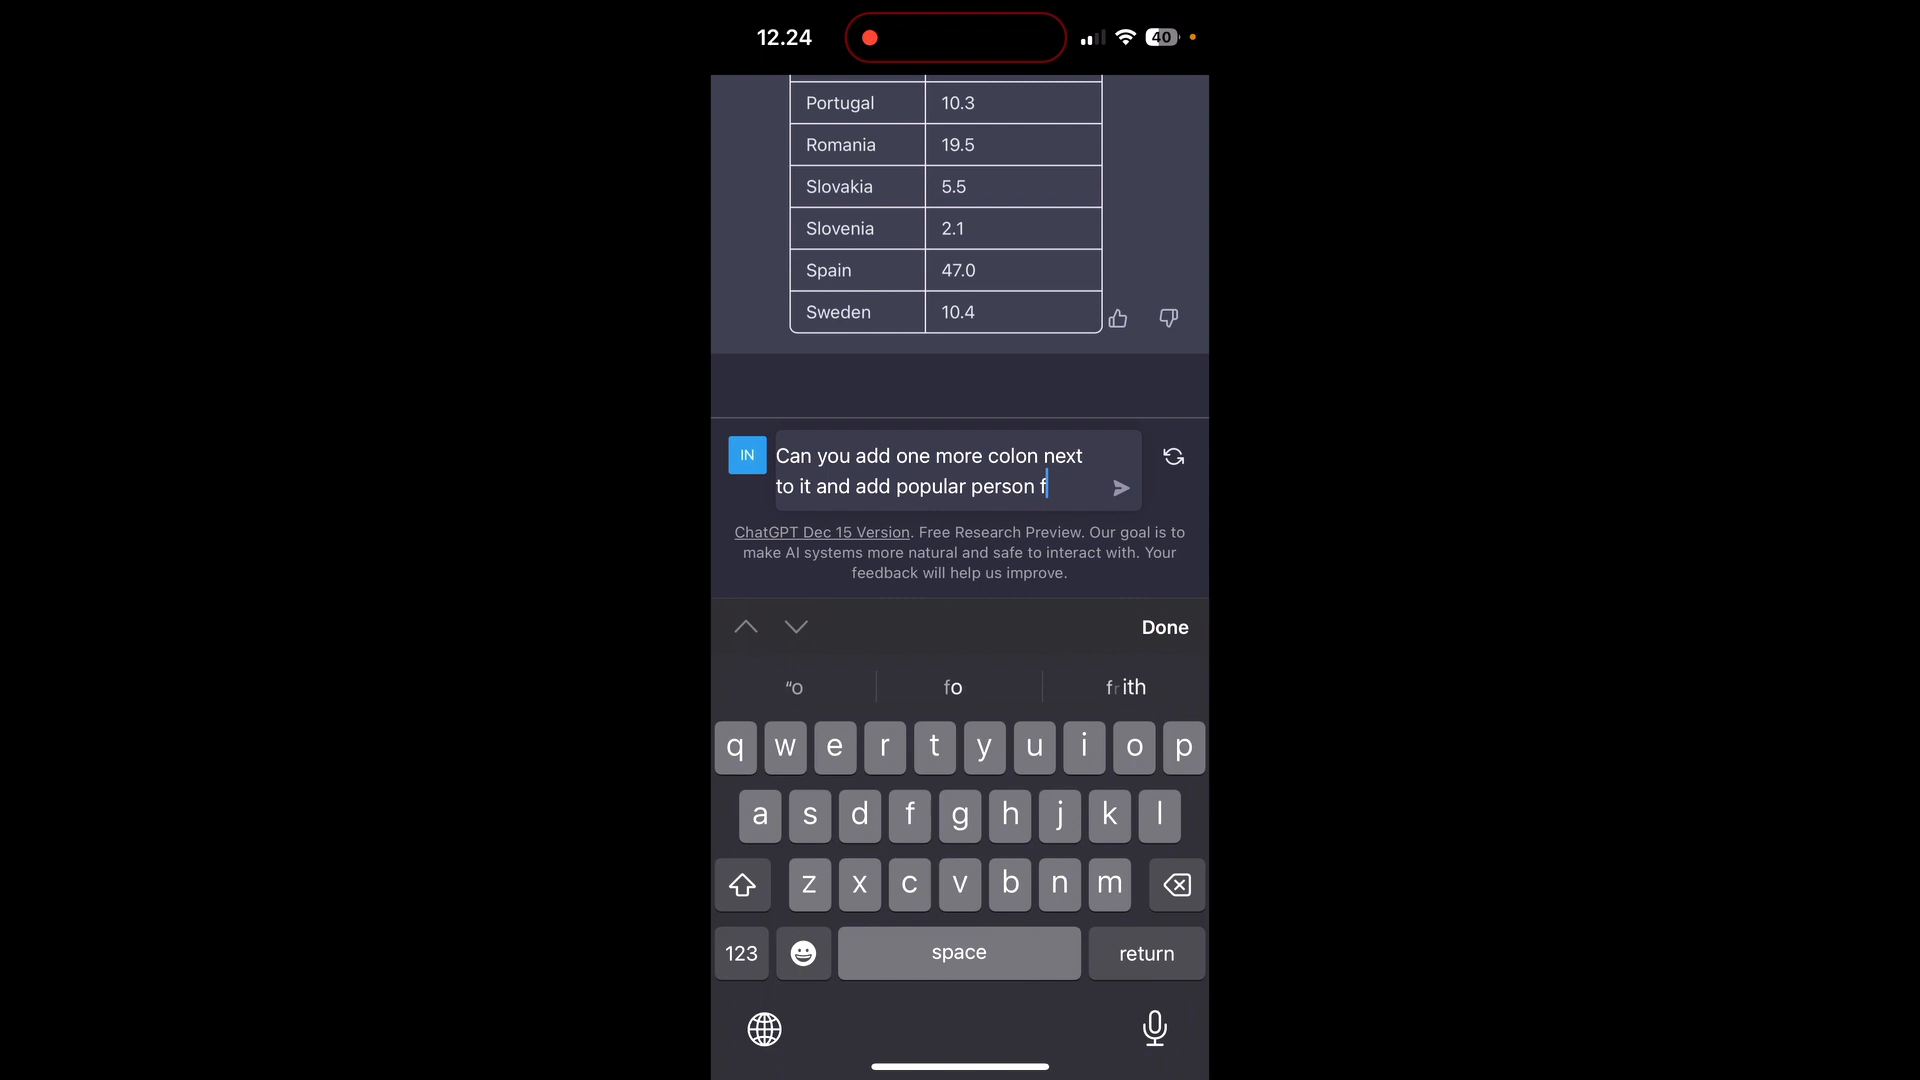 12.24
40
Portugal 10.3
Romania 19.5
Slovakia 5.5
Slovenia 2.1
Spain 47.0
Sweden 10.4
IN
Can you add one more colon next
to it and add popular person f
ChatGPT Dec 15 Version. Free Research Preview. Our goal is to
make AI systems more natural and safe to interact with. Your
feedback will help us improve.
Done
“o fo frith
q w e r t y u i o p
a s d f g h j k l
z x c v b n m
123 space return